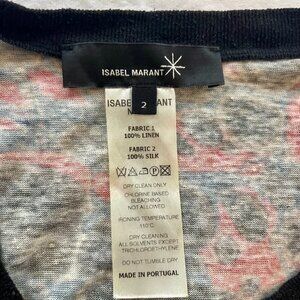 ISABEL MARANT
2
ISABEL MARANT
FABRIC 1
100% LINEN
FABRIC 2
100% SILK
DRY CLEAN ONLY
CHLORINE BASED
BLEACHING
NOT ALLOWED
IRONING TEMPERATURE
110°C
DRY CLEANING
ALL SOLVENTS EXCEPT
TRICHLOROETHYLENE
DO NOT TUMBLE DRY
MADE IN PORTUGAL